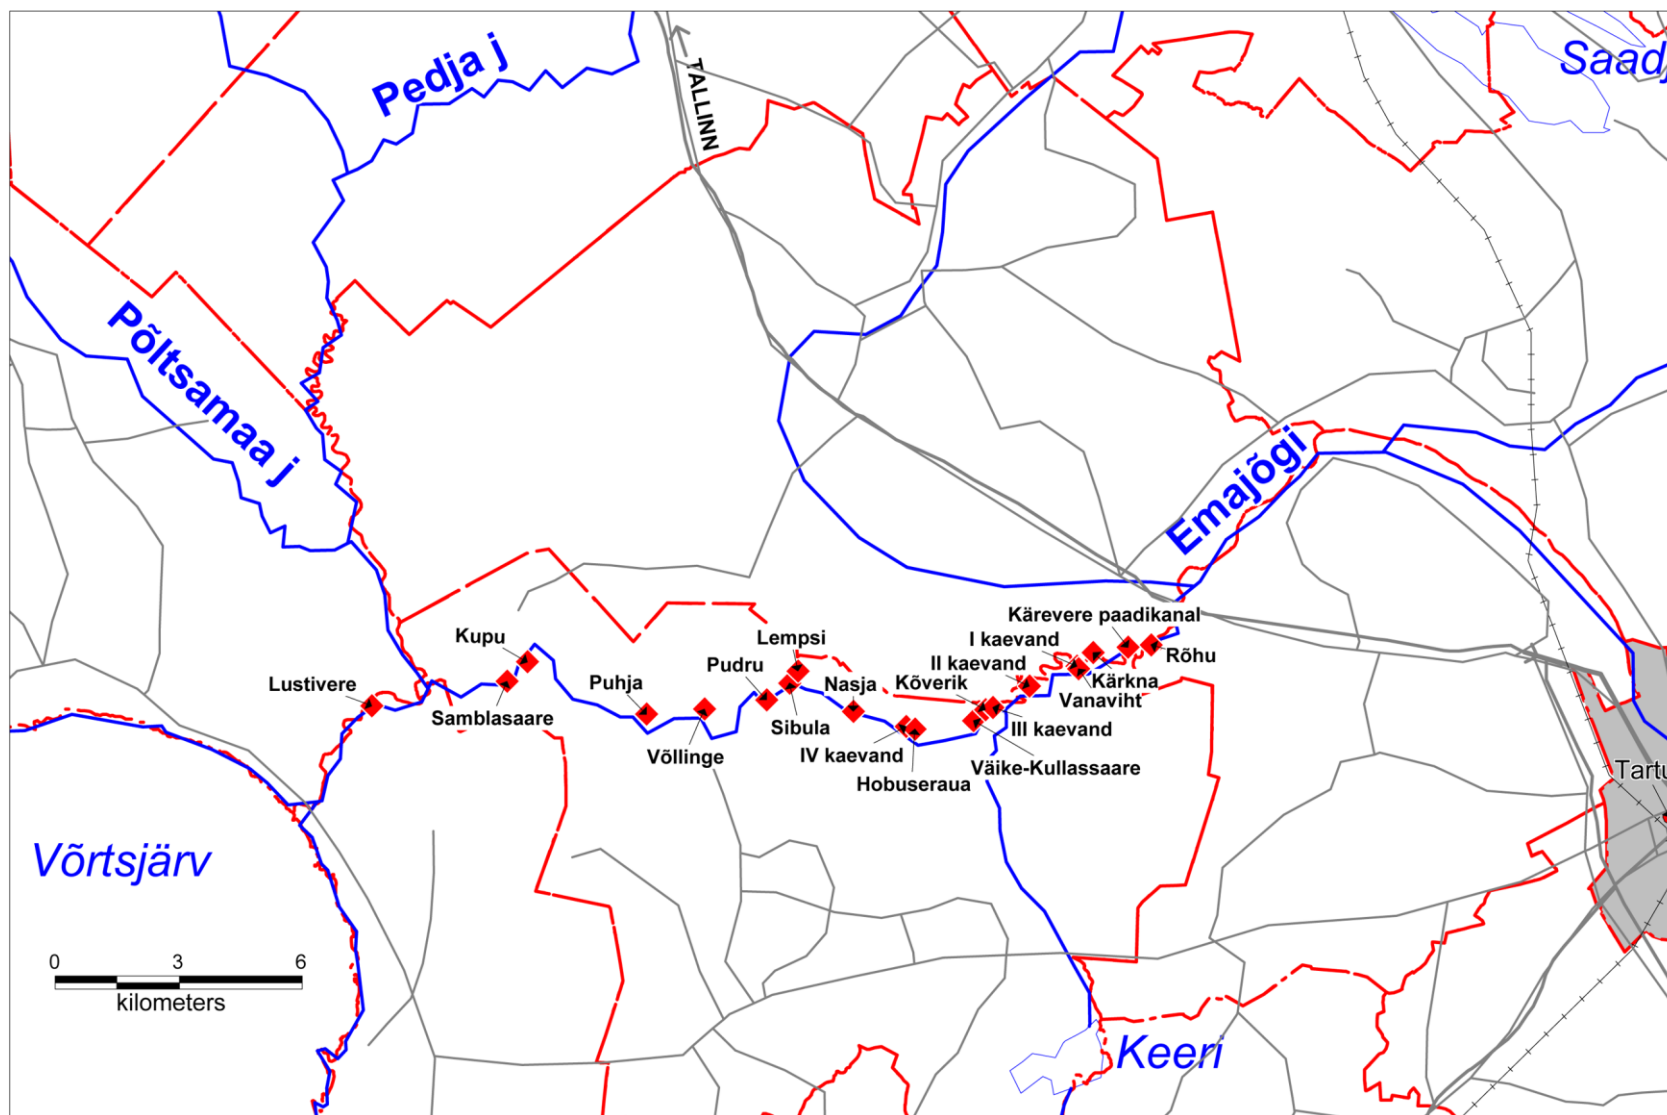 Pedja j
TALLINN
Saadj
Põltsamaa j
Emajõgi
Kärevere paadikanal
I kaevand
Rõhu
Kupu
Lempsi
II kaevand
Kärkna
Lustivere
Puhja
Pudru
Nasja
Kõverik
Vanaviht
Samblasaare
Sibula
III kaevand
Võllinge
IV kaevand
Väike-Kullassaare
Hobuseraua
Tartu
Võrtsjärv
0 3 6
kilometers
Keeri